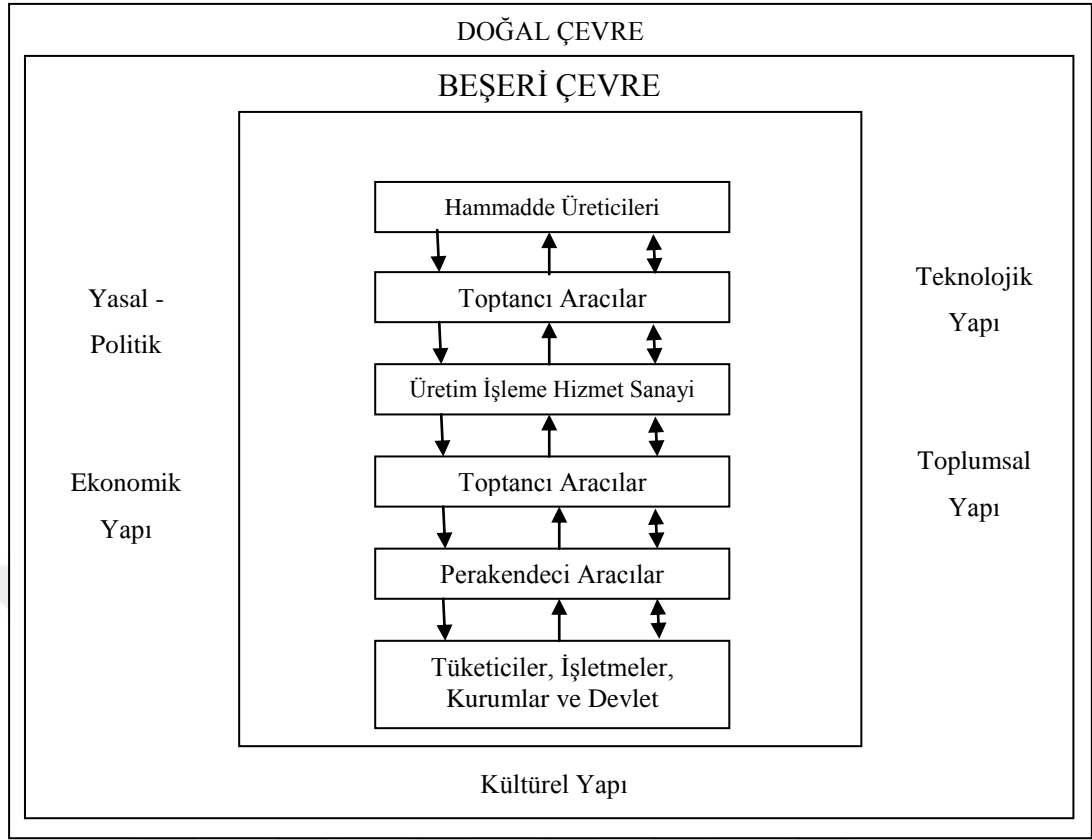 DOĞAL ÇEVRE
BEŞERİ ÇEVRE
Hammadde Üreticileri
Toptancı Aracılar
Üretim İşleme Hizmet Sanayi
Toptancı Aracılar
Perakendeci Aracılar
Tüketiciler, İşletmeler,
Kurumlar ve Devlet
Yasal -
Politik
Ekonomik
Yapı
Teknolojik
Yapı
Toplumsal
Yapı
Kültürel Yapı